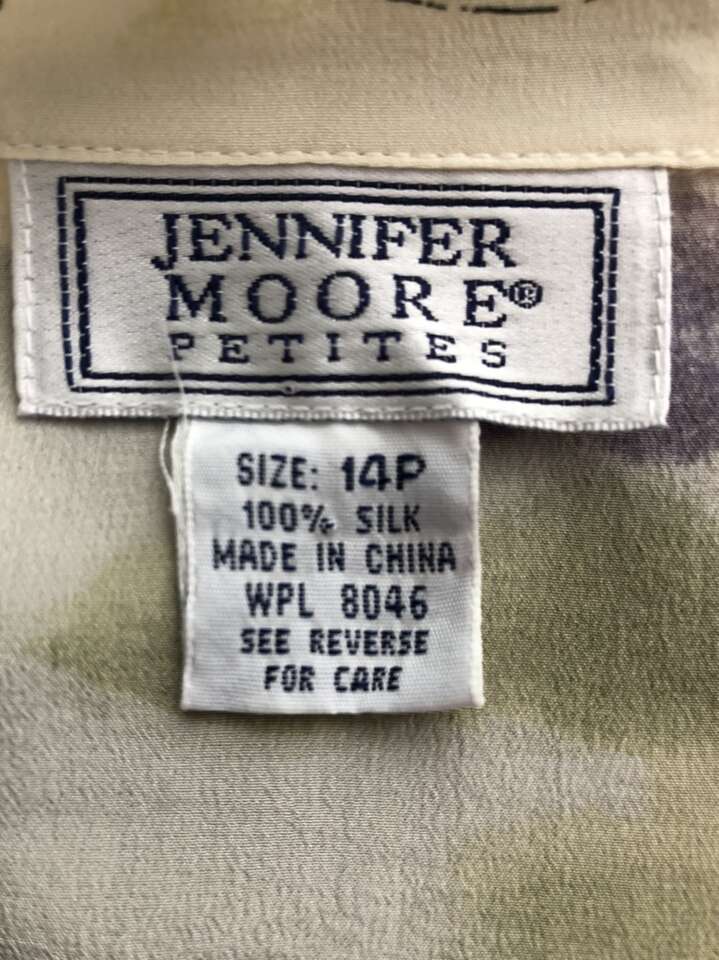 JENNIFER
MOORE®
PETITES
SIZE: 14P
100% SILK
MADE IN CHINA
WPL 8046
SEE REVERSE
FOR CARE